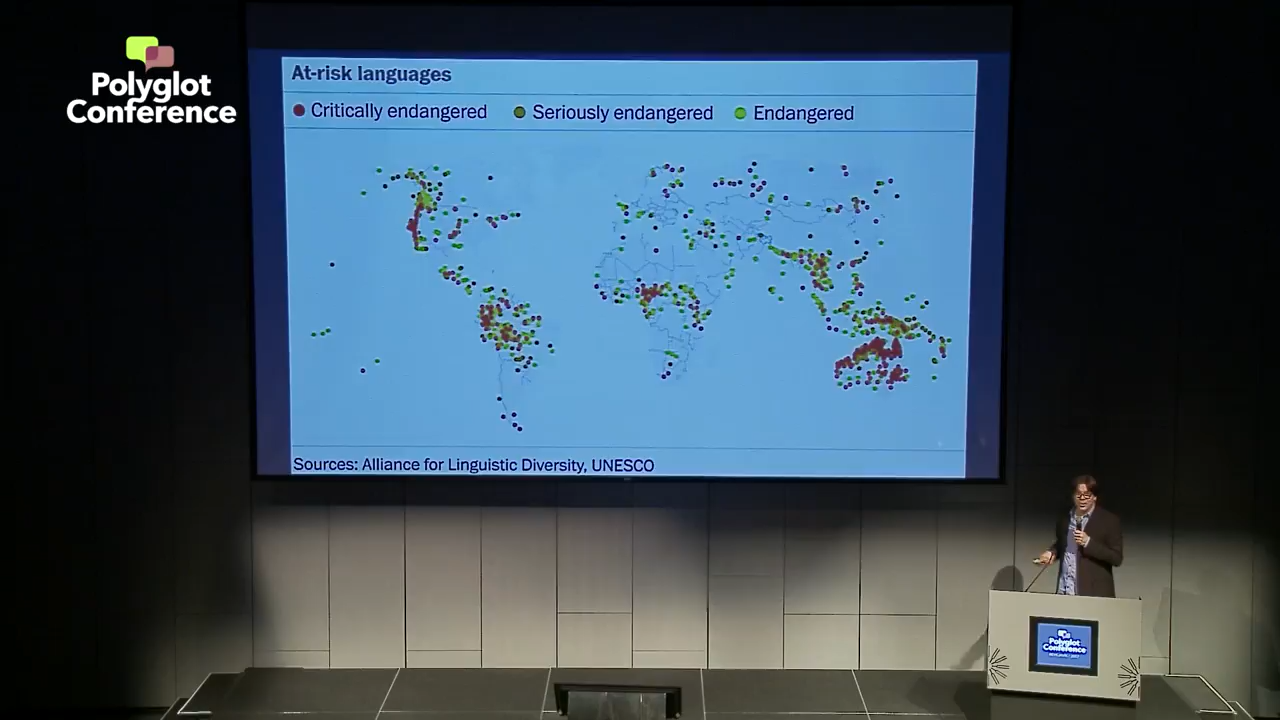 Polyglot
Conference
At-risk languages
Critically endangered
Seriously endangered
Endangered
Sources: Alliance for Linguistic Diversity, UNESCO
Polyglot
Conference